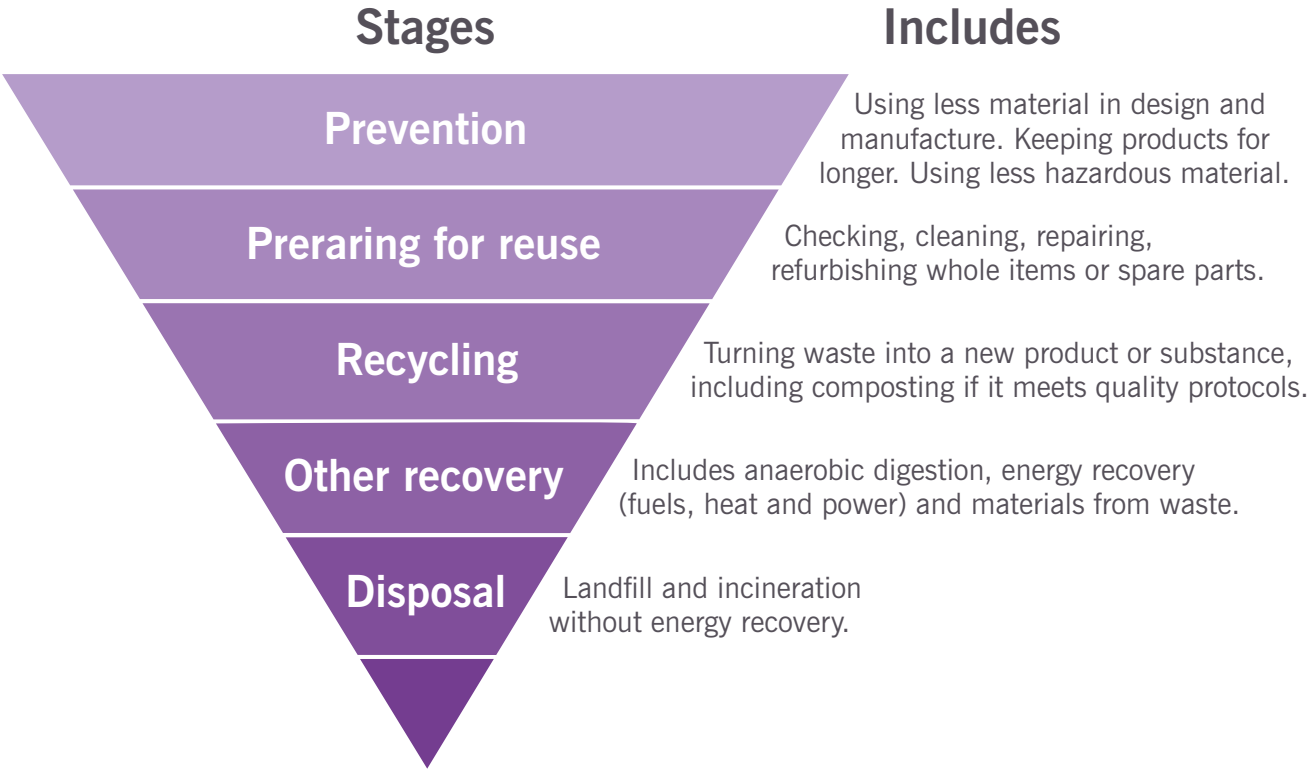 Stages
Includes
Prevention
Using less material in design and
manufacture. Keeping products for
longer. Using less hazardous material.
Preraring for reuse
Checking, cleaning, repairing,
refurbishing whole items or spare parts.
Recycling
Turning waste into a new product or substance,
including composting if it meets quality protocols.
Other recovery
Includes anaerobic digestion, energy recovery
(fuels, heat and power) and materials from waste.
Disposal
Landfill and incineration
without energy recovery.